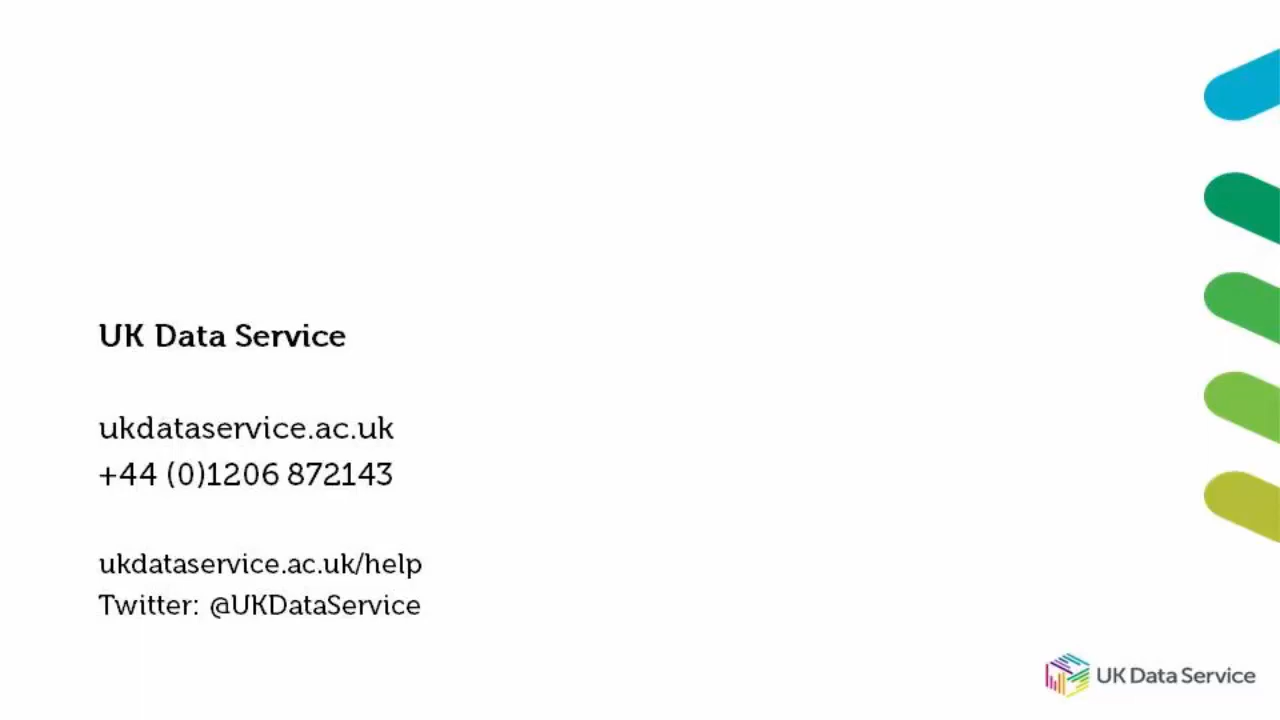 UK Data Service
ukdataservice.ac.uk
+44 (0)1206 872143
ukdataservice.ac.uk/help
Twitter: @UKDataService
UK Data Service